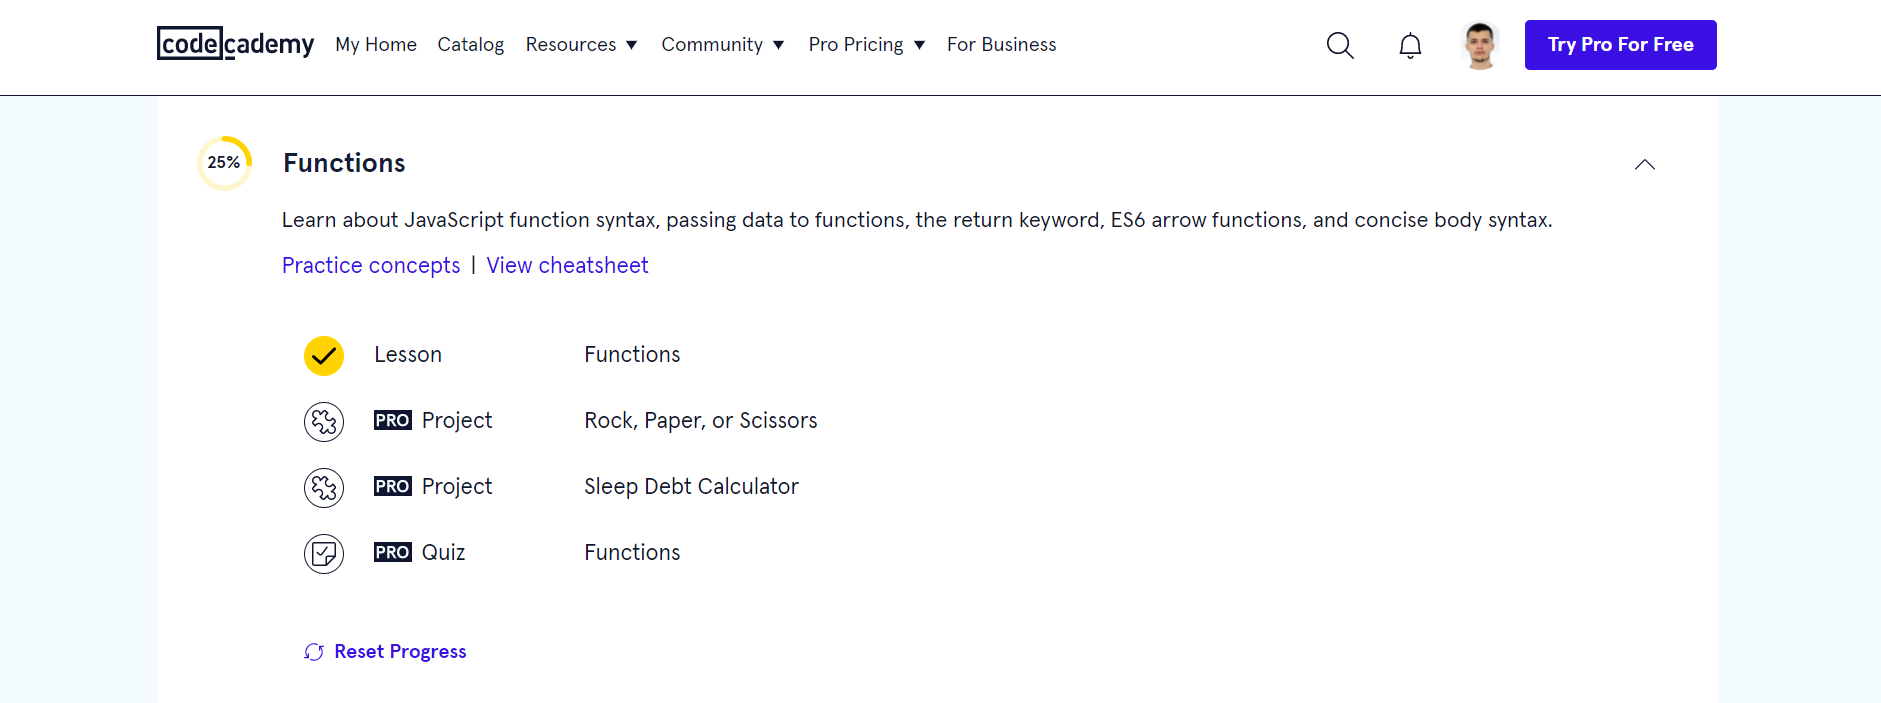 codecademy My Home Catalog Resources ▼ Community ▼ Pro Pricing ▼ For Business Try Pro For Free
25% Functions
Learn about JavaScript function syntax, passing data to functions, the return keyword, ES6 arrow functions, and concise body syntax.
Practice concepts | View cheatsheet
Lesson Functions
PRO Project Rock, Paper, or Scissors
PRO Project Sleep Debt Calculator
PRO Quiz Functions
Reset Progress